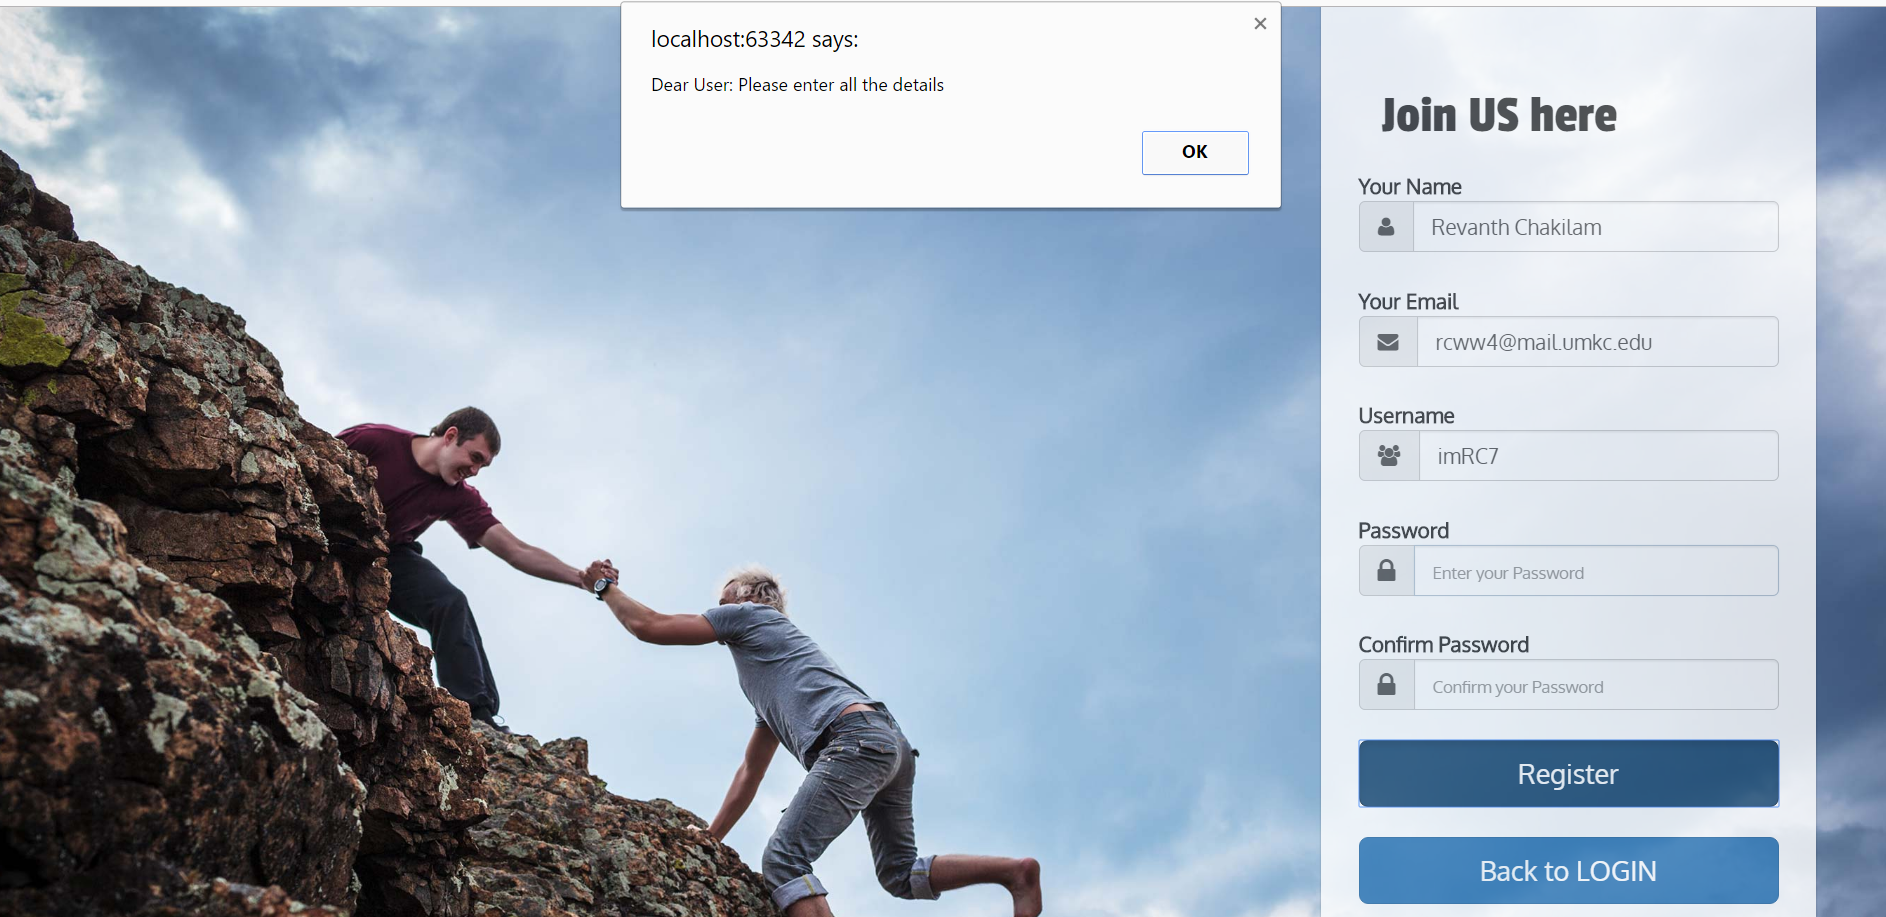 localhost:63342 says:
Dear User: Please enter all the details
OK
Join US here
Your Name
Revanth Chakilam
Your Email
rcww4@mail.umkc.edu
Username
imRC7
Password
Enter your Password
Confirm Password
Confirm your Password
Register
Back to LOGIN